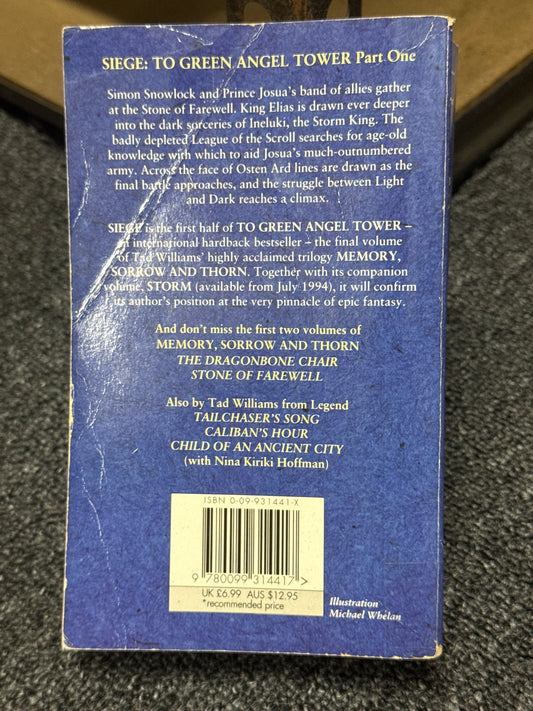 SIEGE: TO GREEN ANGEL TOWER Part One
Simon Snowlock and Prince Josua's band of allies gather
at the Stone of Farewell. King Elias is drawn ever deeper
into the dark sorceries of Ineluki, the Storm King. The
badly depleted League of the Scroll searches for age-old
knowledge with which to aid Josua's much-outnumbered
army. Across the face of Osten Ard lines are drawn as the
final battle approaches, and the struggle between Light
and Dark reaches a climax.
SIEGE is the first half of TO GREEN ANGEL TOWER –
an international hardback bestseller – the final volume
of Tad Williams' highly acclaimed trilogy MEMORY,
SORROW AND THORN. Together with its companion
volume, STORM (available from July 1994), it will confirm
its author's position at the very pinnacle of epic fantasy.
And don't miss the first two volumes of
MEMORY, SORROW AND THORN
THE DRAGONBONE CHAIR
STONE OF FAREWELL
Also by Tad Williams from Legend
TAILCHASER'S SONG
CALIBAN'S HOUR
CHILD OF AN ANCIENT CITY
(with Nina Kiriki Hoffman)
ISBN 0-09-931441-X
9 780099 314417 >
UK £6.99 AUS $12.95
*recommended price
Illustration
Michael Whelan